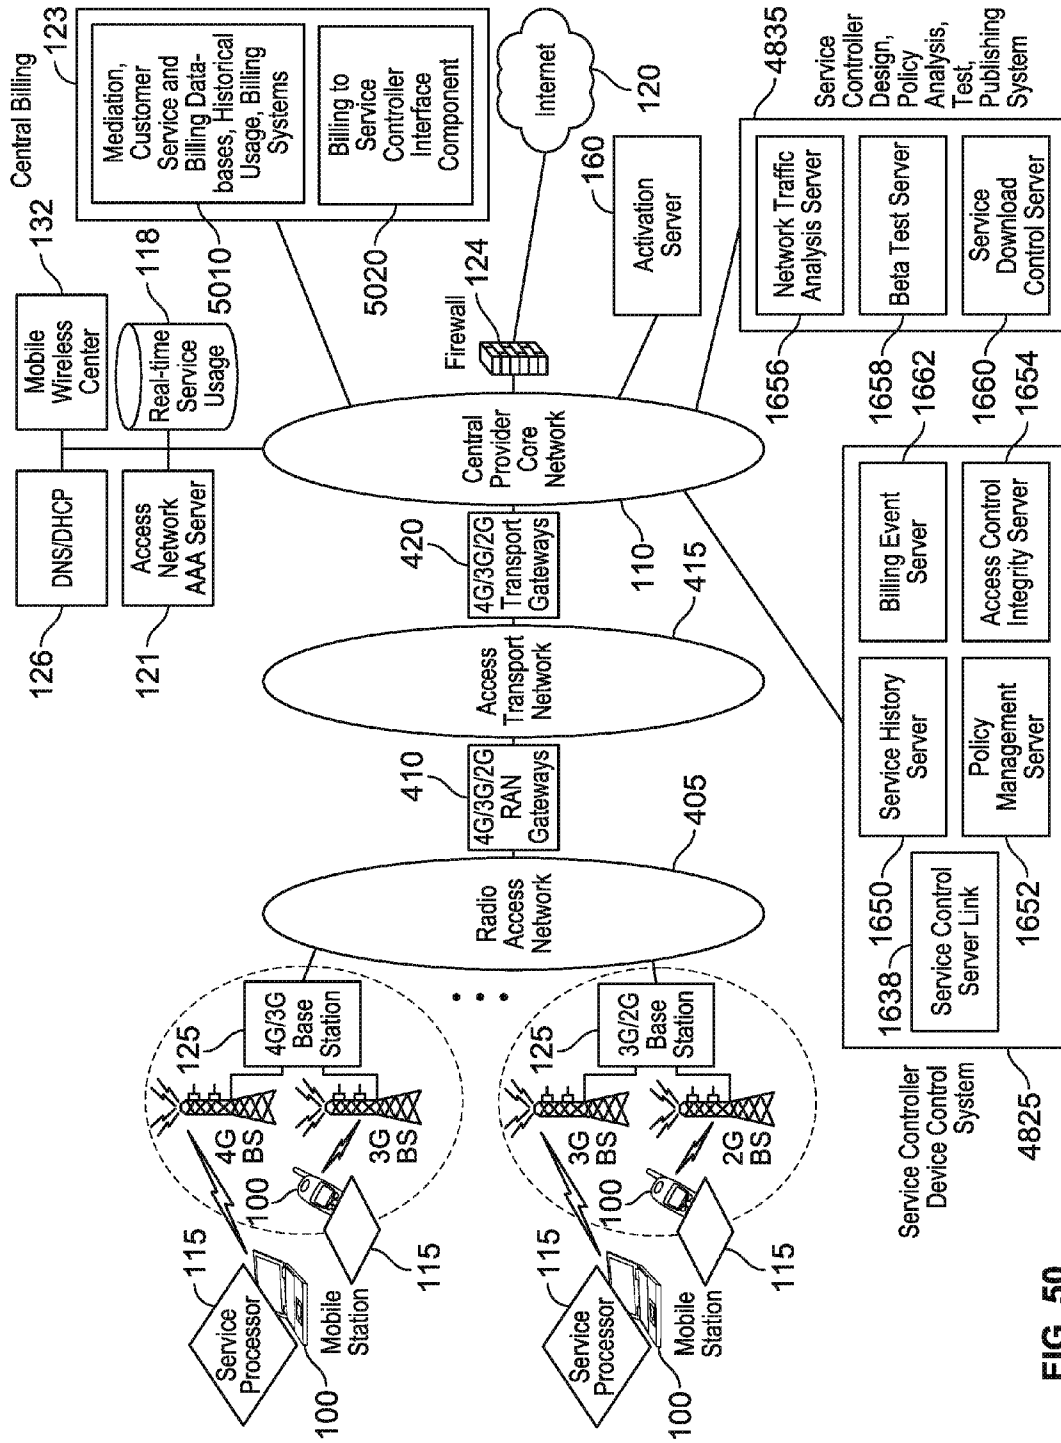 Central Billing
123
Mediation,
Customer
Service and
Billing Data-
bases, Historical
Usage, Billing
Systems
5010
Billing to
Service
Controller
Interface
Component
5020
Mobile
Wireless
Center
132
Real-time
Service
Usage
118
DNS/DHCP
126
Access
Network
AAA Server
121
Internet
120
Firewall
124
Activation
Server
160
Service
Controller
Design,
Policy
Analysis,
Test,
Publishing
System
4835
Network Traffic
Analysis Server
1656
Beta Test Server
1658
Service
Download
Control Server
1660
Central
Provider
Core
Network
110
4G/3G/2G
Transport
Gateways
420
Access
Transport
Network
415
4G/3G/2G
RAN
Gateways
410
Radio
Access
Network
405
4G/3G
Base
Station
125
4G
BS
3G
BS
100
115
Service
Processor
115
Mobile
Station
100
3G/2G
Base
Station
125
3G
BS
2G
BS
100
115
Service
Processor
115
Mobile
Station
100
Billing Event
Server
1662
Access Control
Integrity Server
1654
Service History
Server
1650
Policy
Management
Server
1652
Service Control
Server Link
1638
Service Controller
Device Control
System
4825
FIG. 50